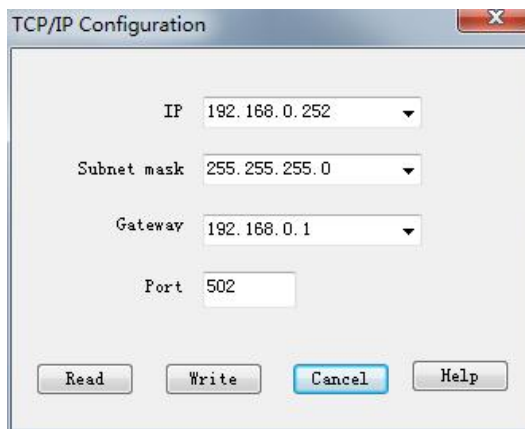 TCP/IP Configuration
IP 192.168.0.252
Subnet mask 255.255.255.0
Gateway 192.168.0.1
Port 502
Read Write Cancel Help